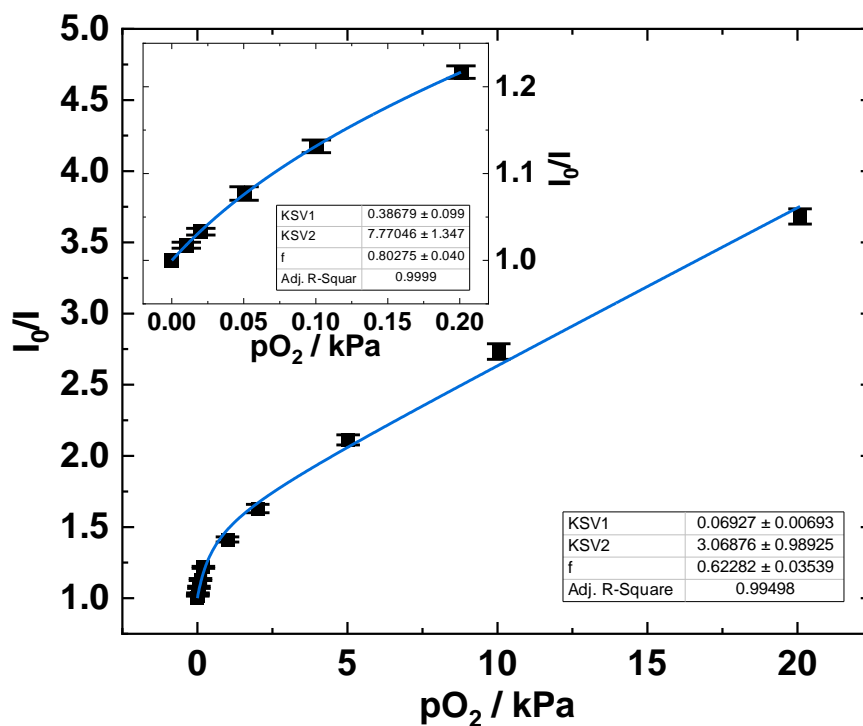 5.0
4.5
4.0
3.5
3.0
2.5
2.0
1.5
1.0
I₀/I
0
5
10
15
20
pO₂ / kPa
1.2
1.1
1.0
I₀/I
0.00
0.05
0.10
0.15
0.20
pO₂ / kPa
KSV1 0.38679 ± 0.099
KSV2 7.77046 ± 1.347
f 0.80275 ± 0.040
Adj. R-Squar 0.9999
KSV1 0.06927 ± 0.00693
KSV2 3.06876 ± 0.98925
f 0.62282 ± 0.03539
Adj. R-Square 0.99498